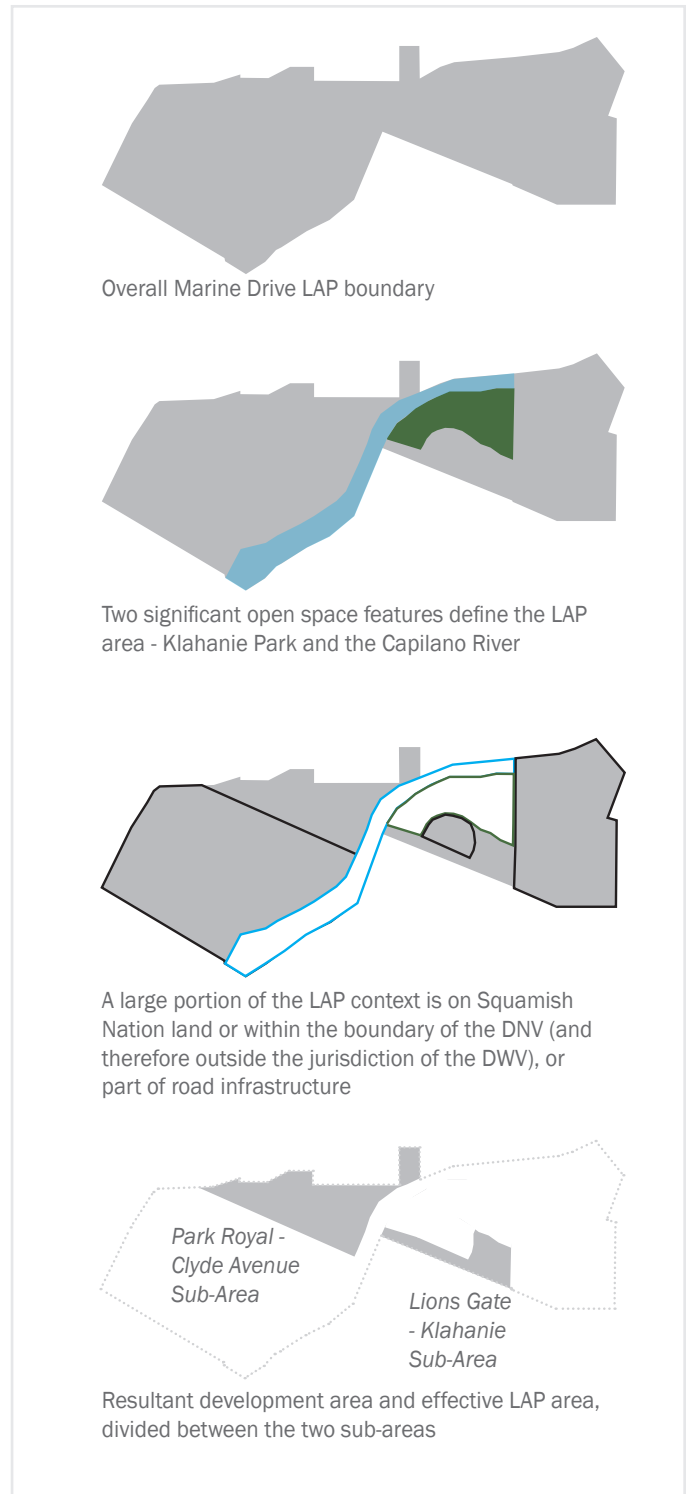 Overall Marine Drive LAP boundary
Two significant open space features define the LAP
area - Klahanie Park and the Capilano River
A large portion of the LAP context is on Squamish
Nation land or within the boundary of the DNV (and
therefore outside the jurisdiction of the DWV), or
part of road infrastructure
Park Royal -
Clyde Avenue
Sub-Area
Lions Gate
- Klahanie
Sub-Area
Resultant development area and effective LAP area,
divided between the two sub-areas